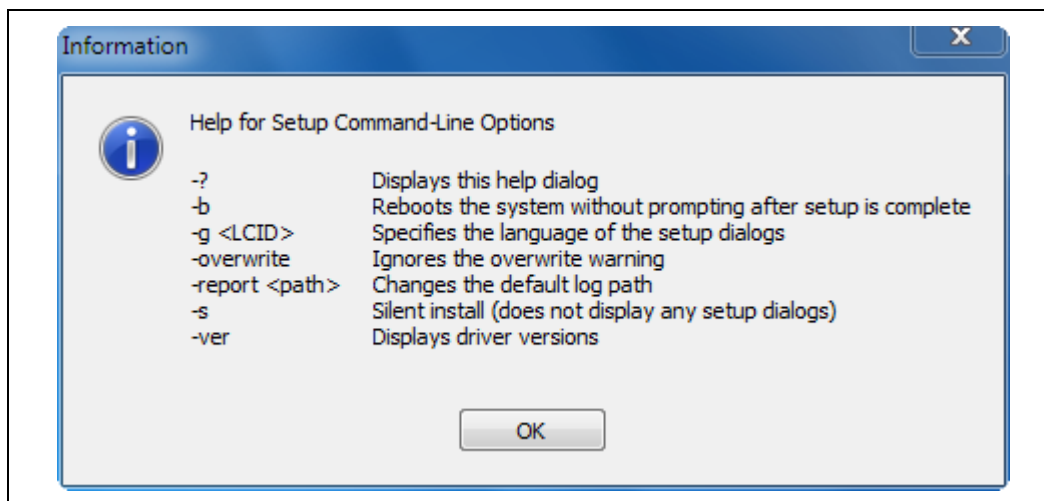 Information
Help for Setup Command-Line Options
-? Displays this help dialog
-b Reboots the system without prompting after setup is complete
-g <LCID> Specifies the language of the setup dialogs
-overwrite Ignores the overwrite warning
-report <path> Changes the default log path
-s Silent install (does not display any setup dialogs)
-ver Displays driver versions
OK